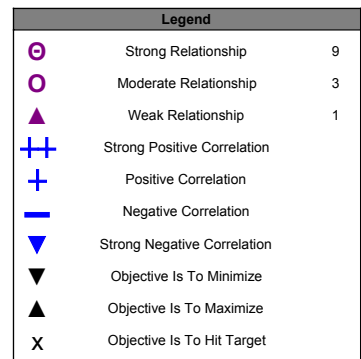 Legend
Θ Strong Relationship 9
Ο Moderate Relationship 3
▲ Weak Relationship 1
┼┼ Strong Positive Correlation
┼ Positive Correlation
▬ Negative Correlation
▼ Strong Negative Correlation
▼ Objective Is To Minimize
▲ Objective Is To Maximize
x Objective Is To Hit Target